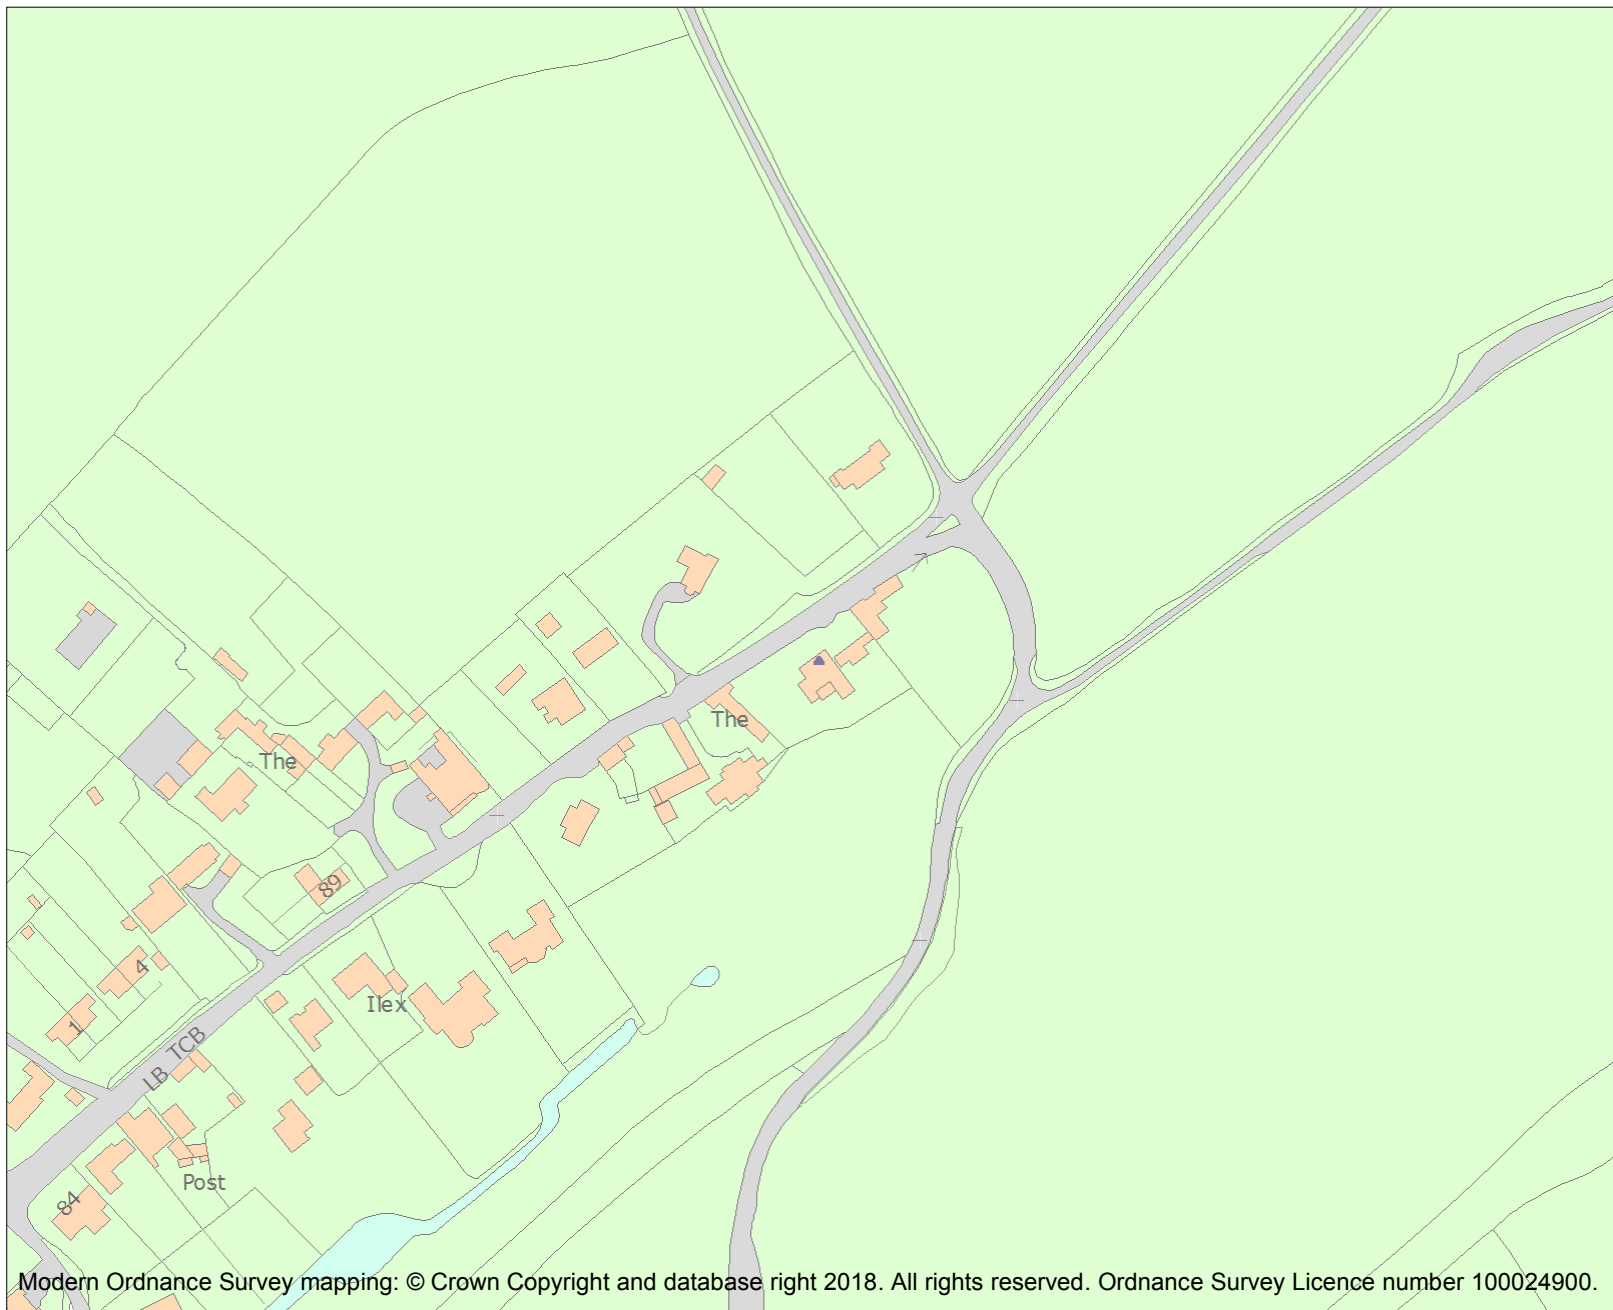 The
The
89
Ilex
4
1
LB TCB
Post
84
Modern Ordnance Survey mapping: © Crown Copyright and database right 2018. All rights reserved. Ordnance Survey Licence number 100024900.